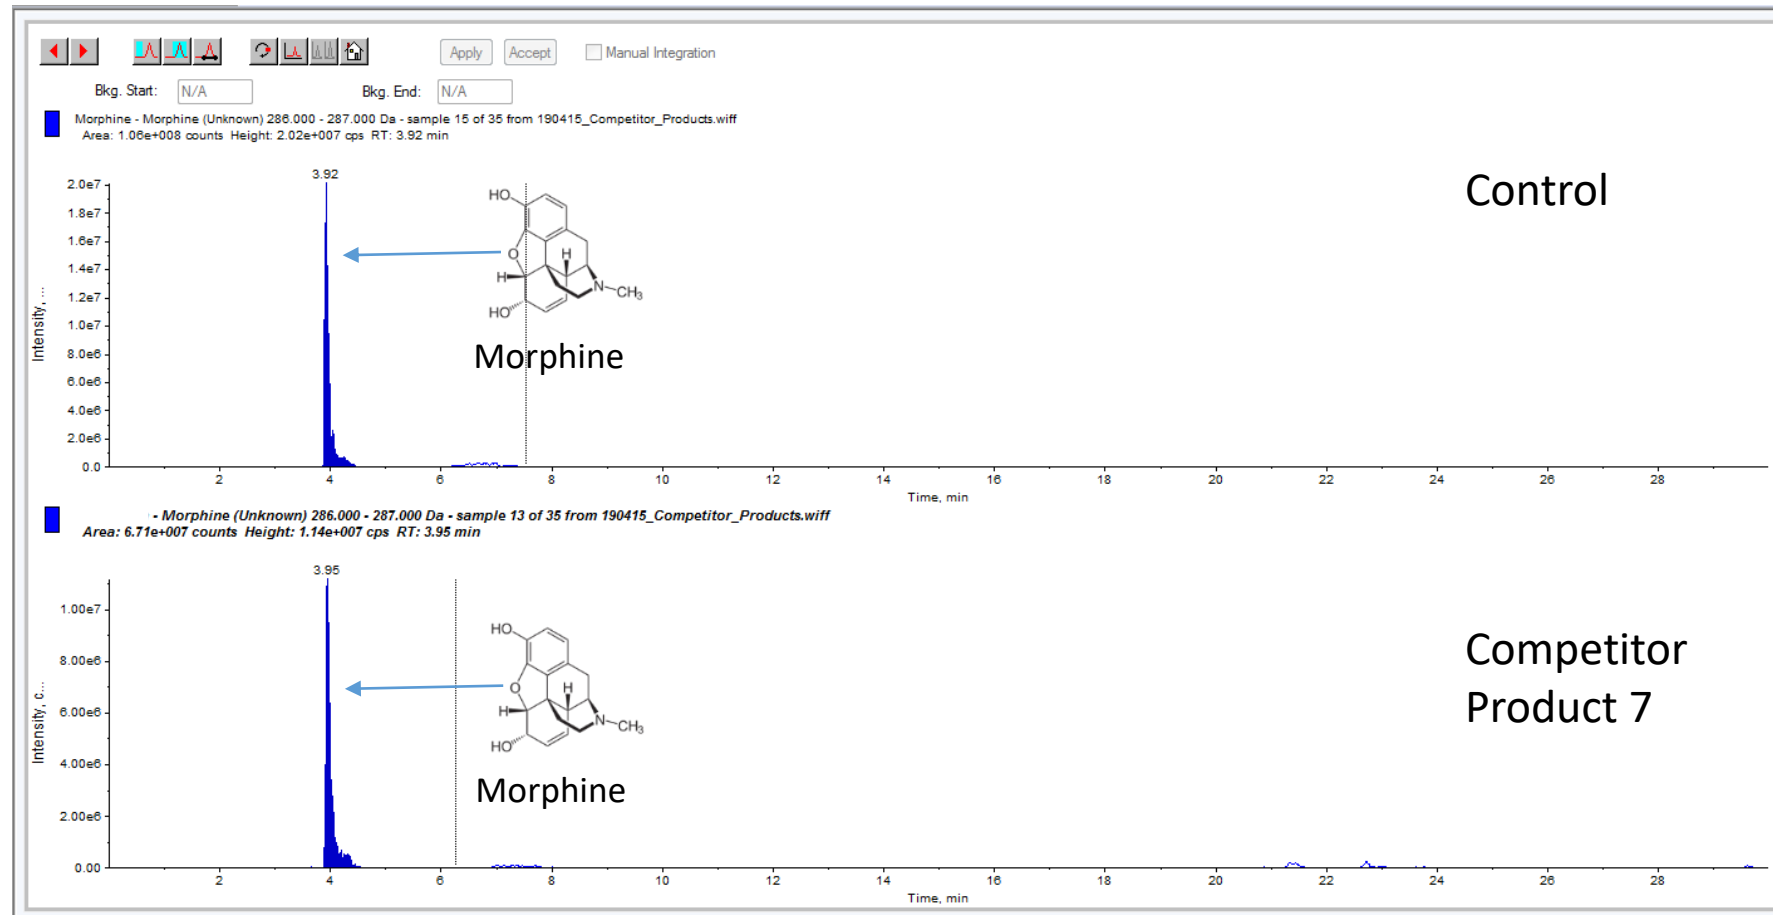 Apply Accept Manual Integration
Bkg. Start: N/A Bkg. End: N/A
Morphine - Morphine (Unknown) 286.000 - 287.000 Da - sample 15 of 35 from 190415_Competitor_Products.wiff
Area: 1.06e+008 counts Height: 2.02e+007 cps RT: 3.92 min
Control
3.92
2.0e7
1.8e7
1.6e7
1.4e7
1.2e7
1.0e7
8.0e6
6.0e6
4.0e6
2.0e6
0.0
Intensity, ...
HO
O
H
H
N
CH3
HO
Morphine
2 4 6 8 10 12 14 16 18 20 22 24 26 28
Time, min
- Morphine (Unknown) 286.000 - 287.000 Da - sample 13 of 35 from 190415_Competitor_Products.wiff
Area: 6.71e+007 counts Height: 1.14e+007 cps RT: 3.95 min
Competitor
Product 7
3.95
1.00e7
8.00e6
6.00e6
4.00e6
2.00e6
0.00
Intensity, c...
HO
O
H
H
N
CH3
HO
Morphine
2 4 6 8 10 12 14 16 18 20 22 24 26 28
Time, min